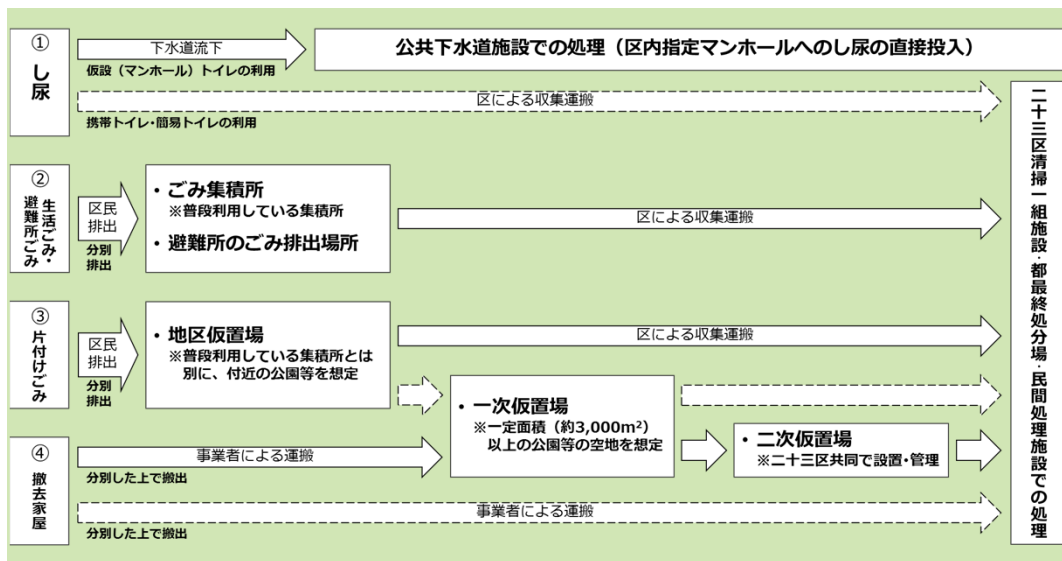 ①
し尿
下水道流下
仮設（マンホール）トイレの利用
公共下水道施設での処理（区内指定マンホールへのし尿の直接投入）
区による収集運搬
携帯トイレ・簡易トイレの利用
②
生活ごみ・
避難所ごみ
区民
排出
分別
排出
・ごみ集積所
※普段利用している集積所
・避難所のごみ排出場所
区による収集運搬
③
片付けごみ
区民
排出
分別
排出
・地区仮置場
※普段利用している集積所とは
別に、付近の公園等を想定
区による収集運搬
・一次仮置場
※一定面積（約3,000m²）
以上の公園等の空地を想定
・二次仮置場
※二十三区共同で設置・管理
④
撤去家屋
事業者による運搬
分別した上で搬出
事業者による運搬
分別した上で搬出
二十三区清掃一組施設・都最終処分場・民間処理施設での処理